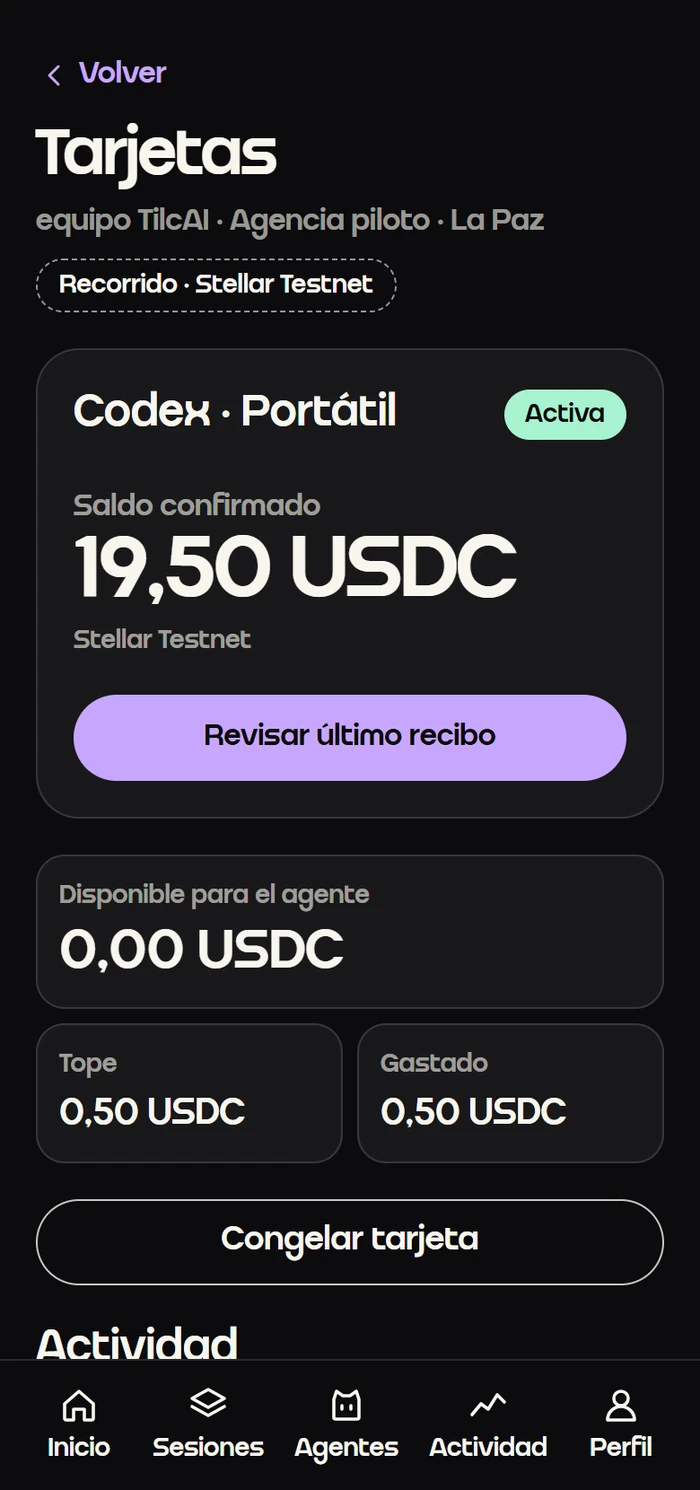 Volver
Tarjetas
equipo TilcAI · Agencia piloto · La Paz
Recorrido · Stellar Testnet
Codex · Portátil
Activa
Saldo confirmado
19,50 USDC
Stellar Testnet
Revisar último recibo
Disponible para el agente
0,00 USDC
Tope
0,50 USDC
Gastado
0,50 USDC
Congelar tarjeta
Actividad
Inicio
Sesiones
Agentes
Actividad
Perfil